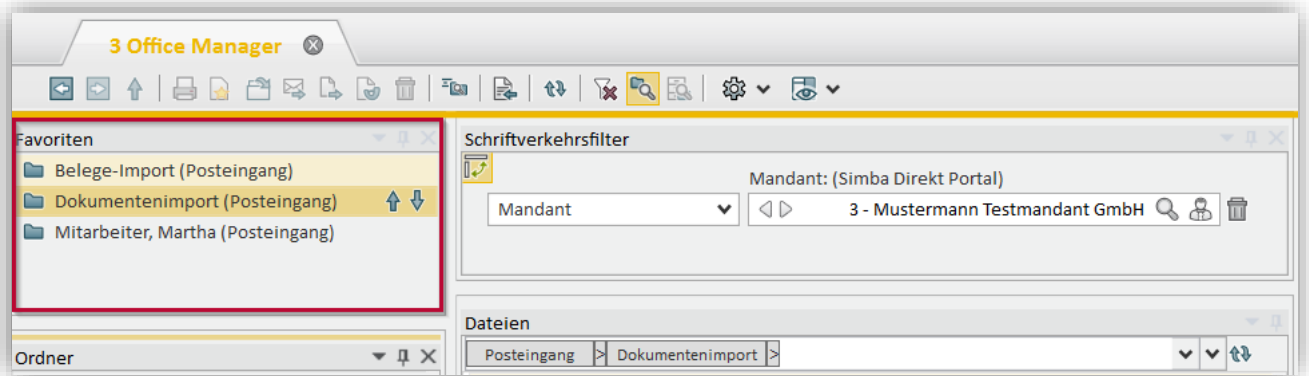 3 Office Manager
Favoriten
Belege-Import (Posteingang)
Dokumentenimport (Posteingang)
Mitarbeiter, Martha (Posteingang)
Ordner
Schriftverkehrsfilter
Mandant: (Simba Direkt Portal)
Mandant
3 - Mustermann Testmandant GmbH
Dateien
Posteingang > Dokumentenimport >